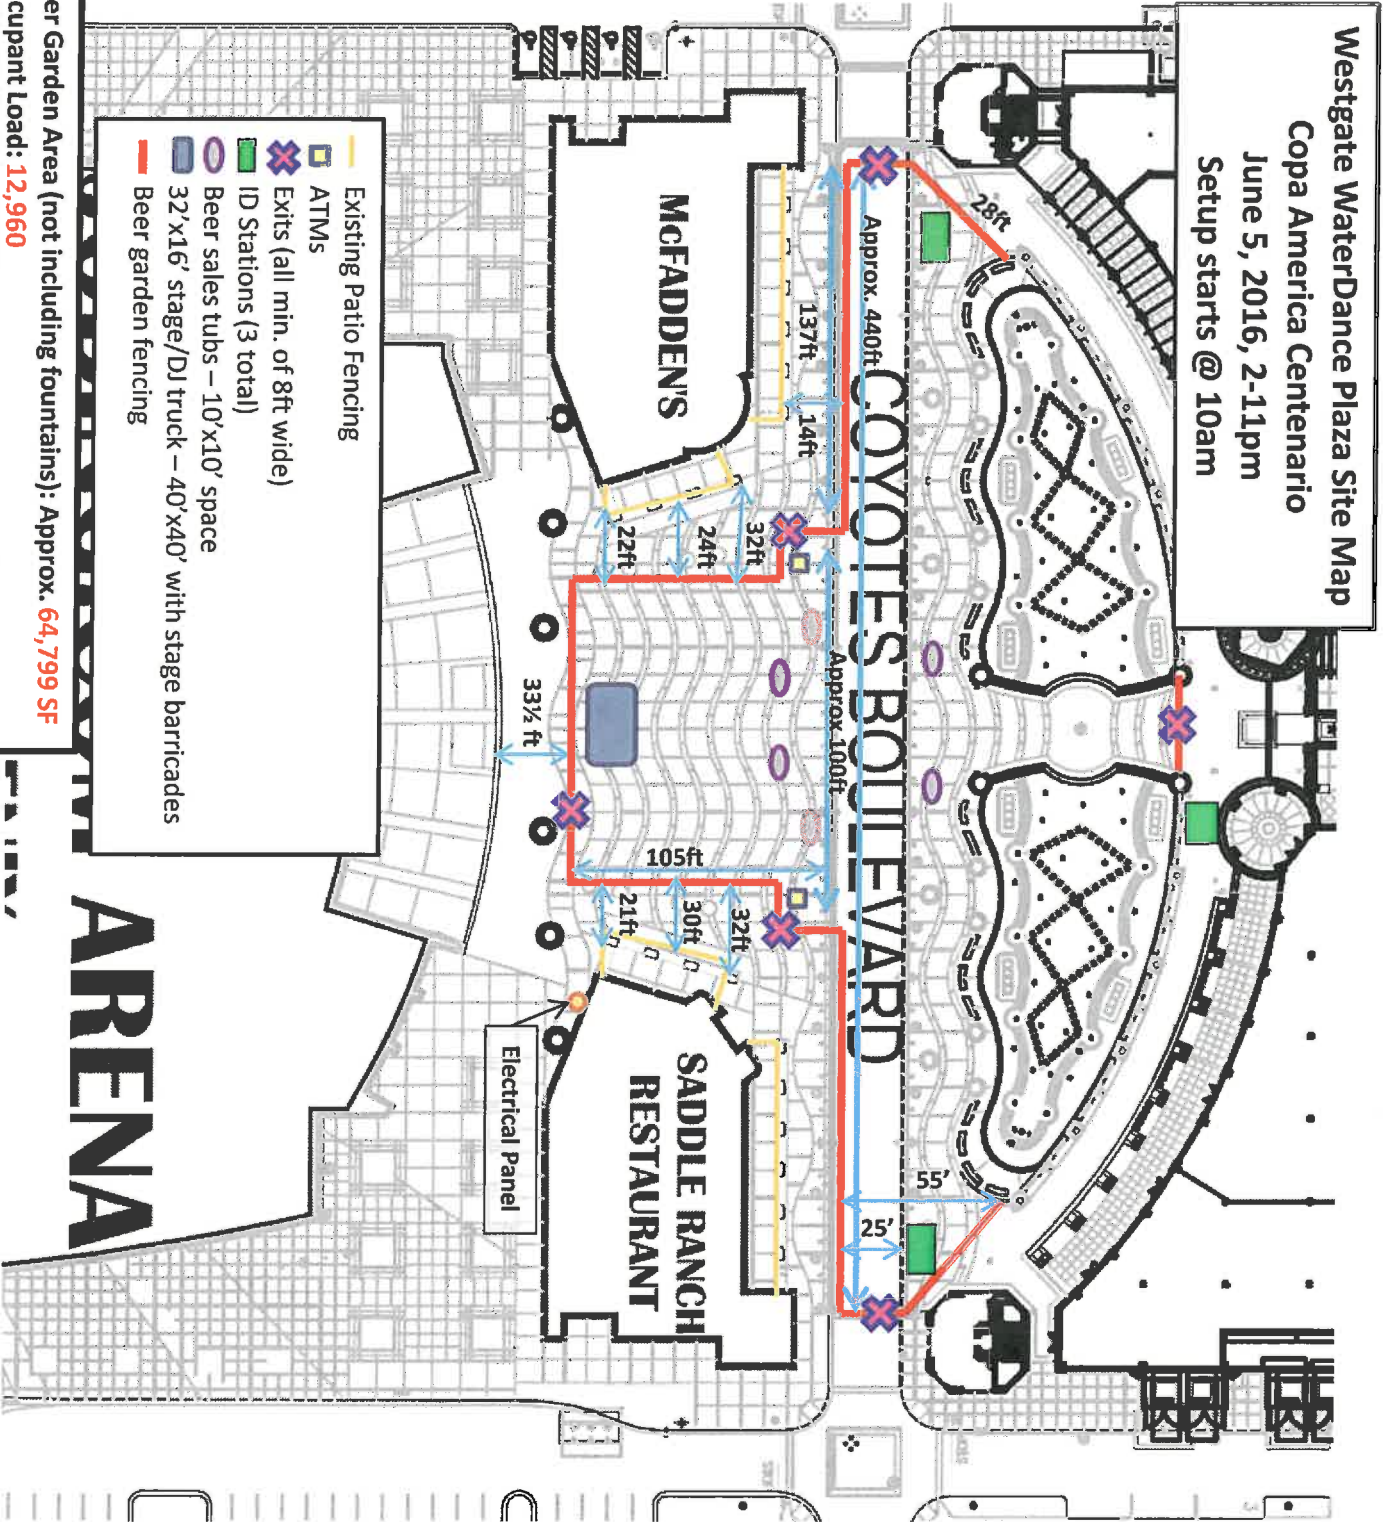 Westgate WaterDance Plaza Site Map
Copa America Centenario
June 5, 2016, 2-11pm
Setup starts @ 10am
28ft
Approx. 440ft
COYOTES BOULEVARD
137ft
14ft
McFADDEN'S
32ft
24ft
22ft
Approx 100ft
33½ ft
105ft
32ft
30ft
21ft
55'
25'
SADDLE RANCH
RESTAURANT
Electrical Panel
Existing Patio Fencing
ATMs
Exits (all min. of 8ft wide)
ID Stations (3 total)
Beer sales tubs – 10'x10' space
32'x16' stage/DJ truck – 40'x40' with stage barricades
Beer garden fencing
ARENA
er Garden Area (not including fountains): Approx. 64,799 SF
cupant Load: 12,960